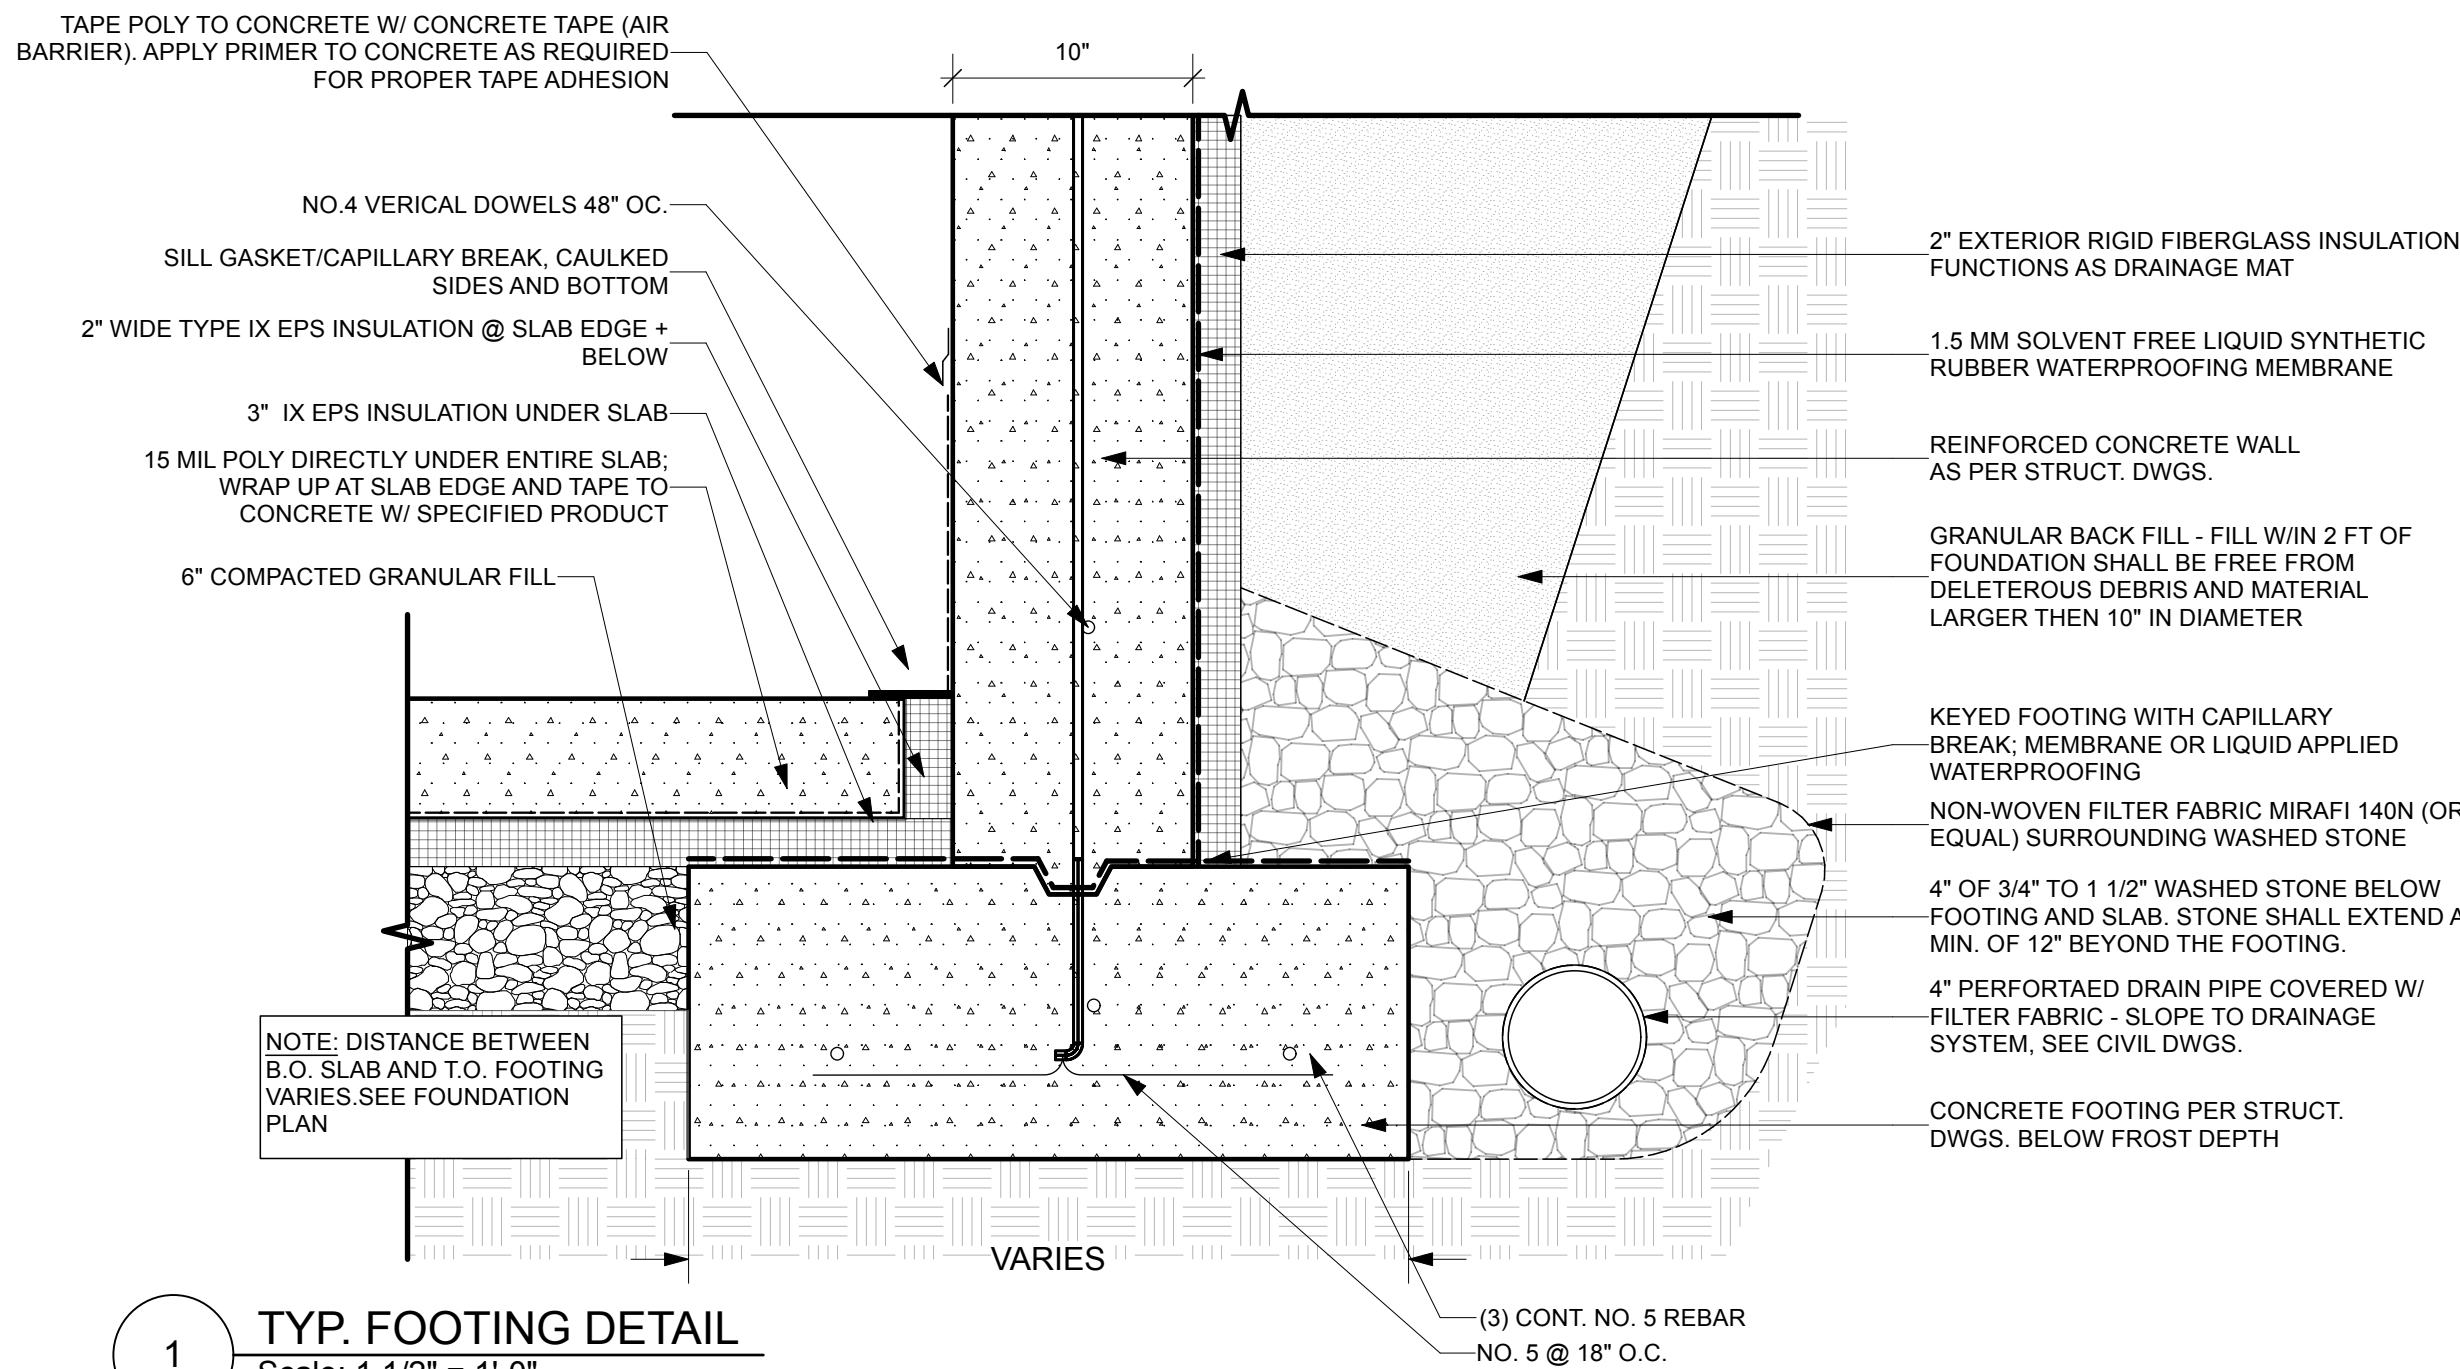 TAPE POLY TO CONCRETE W/ CONCRETE TAPE (AIR
BARRIER). APPLY PRIMER TO CONCRETE AS REQUIRED
FOR PROPER TAPE ADHESION
10"
NO.4 VERICAL DOWELS 48" OC.
SILL GASKET/CAPILLARY BREAK, CAULKED
SIDES AND BOTTOM
2" WIDE TYPE IX EPS INSULATION @ SLAB EDGE +
BELOW
3" IX EPS INSULATION UNDER SLAB
15 MIL POLY DIRECTLY UNDER ENTIRE SLAB;
WRAP UP AT SLAB EDGE AND TAPE TO
CONCRETE W/ SPECIFIED PRODUCT
6" COMPACTED GRANULAR FILL
NOTE: DISTANCE BETWEEN
B.O. SLAB AND T.O. FOOTING
VARIES.SEE FOUNDATION
PLAN
2" EXTERIOR RIGID FIBERGLASS INSULATION
FUNCTIONS AS DRAINAGE MAT
1.5 MM SOLVENT FREE LIQUID SYNTHETIC
RUBBER WATERPROOFING MEMBRANE
REINFORCED CONCRETE WALL
AS PER STRUCT. DWGS.
GRANULAR BACK FILL - FILL W/IN 2 FT OF
FOUNDATION SHALL BE FREE FROM
DELETEROUS DEBRIS AND MATERIAL
LARGER THEN 10" IN DIAMETER
KEYED FOOTING WITH CAPILLARY
BREAK; MEMBRANE OR LIQUID APPLIED
WATERPROOFING
NON-WOVEN FILTER FABRIC MIRAFI 140N (OR
EQUAL) SURROUNDING WASHED STONE
4" OF 3/4" TO 1 1/2" WASHED STONE BELOW
FOOTING AND SLAB. STONE SHALL EXTEND A
MIN. OF 12" BEYOND THE FOOTING.
4" PERFORTAED DRAIN PIPE COVERED W/
FILTER FABRIC - SLOPE TO DRAINAGE
SYSTEM, SEE CIVIL DWGS.
CONCRETE FOOTING PER STRUCT.
DWGS. BELOW FROST DEPTH
VARIES
(3) CONT. NO. 5 REBAR
NO. 5 @ 18" O.C.
1
TYP. FOOTING DETAIL
Scale: 1 1/2" = 1'-0"